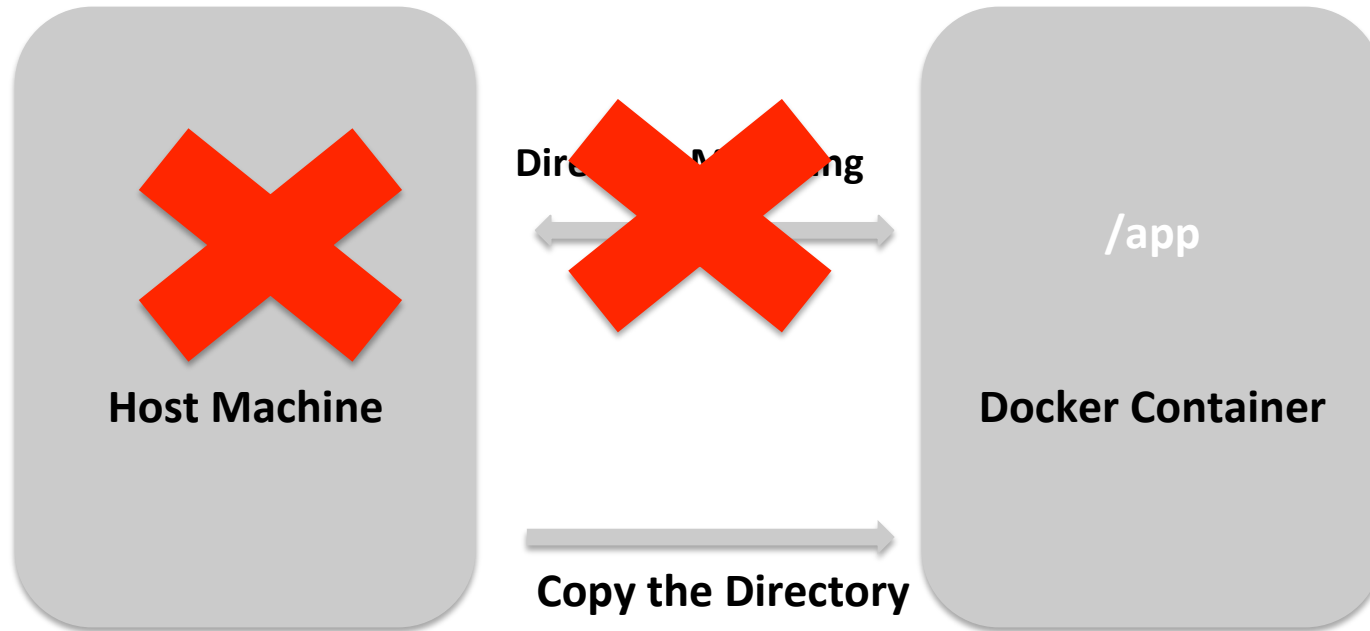 /app
Host Machine
Docker Container
Copy the Directory